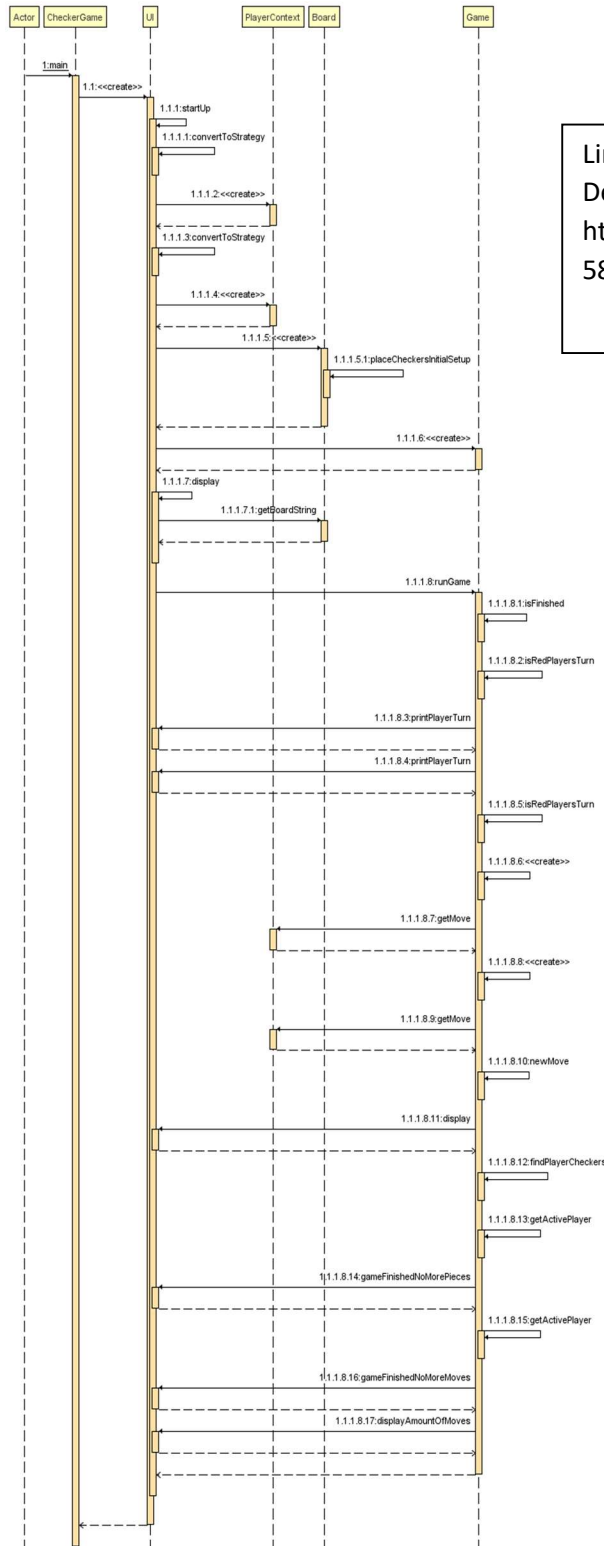 Actor CheckerGame UI PlayerContext Board Game
1:main
1.1:<<create>>
1.1.1:startUp
1.1.1.1:convertToStrategy
1.1.1.2:<<create>>
1.1.1.3:convertToStrategy
1.1.1.4:<<create>>
1.1.1.5:<<create>>
1.1.1.5.1:placeCheckersInitialSetup
1.1.1.6:<<create>>
1.1.1.7:display
1.1.1.7.1:getBoardString
1.1.1.8:runGame
1.1.1.8.1:isFinished
1.1.1.8.2:isRedPlayersTurn
1.1.1.8.3:printPlayerTurn
1.1.1.8.4:printPlayerTurn
1.1.1.8.5:isRedPlayersTurn
1.1.1.8.6:<<create>>
1.1.1.8.7:getMove
1.1.1.8.8:<<create>>
1.1.1.8.9:getMove
1.1.1.8.10:newMove
1.1.1.8.11:display
1.1.1.8.12:findPlayerCheckers
1.1.1.8.13:getActivePlayer
1.1.1.8.14:gameFinishedNoMorePieces
1.1.1.8.15:getActivePlayer
1.1.1.8.16:gameFinishedNoMoreMoves
1.1.1.8.17:displayAmountOfMoves
58